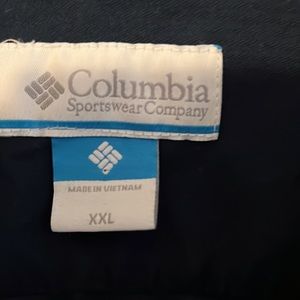 Columbia
Sportswear Company
MADE IN VIETNAM
XXL